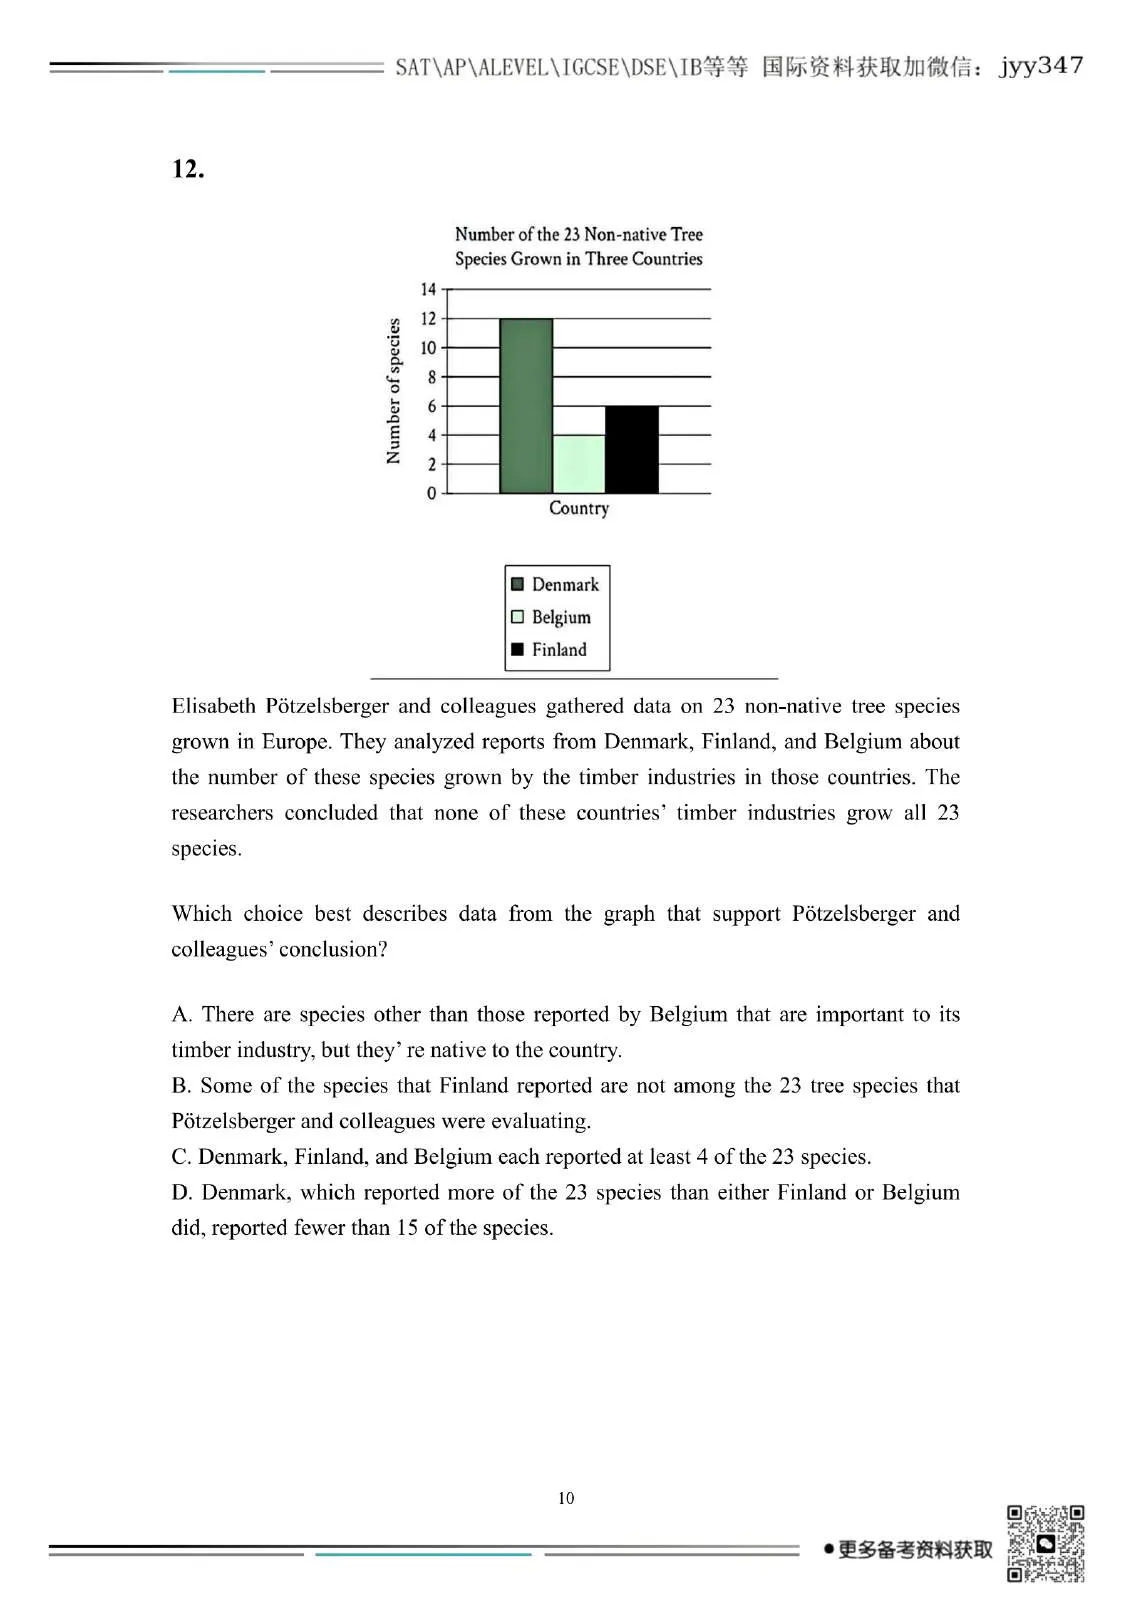 SAT\AP\ALEVEL\IGCSE\DSE\IB等等 国际资料获取加微信：jyy347
12.
Number of the 23 Non-native Tree
Species Grown in Three Countries
Number of species
14
12
10
8
6
4
2
0
Country
Denmark
Belgium
Finland
Elisabeth Pötzelsberger and colleagues gathered data on 23 non-native tree species
grown in Europe. They analyzed reports from Denmark, Finland, and Belgium about
the number of these species grown by the timber industries in those countries. The
researchers concluded that none of these countries’ timber industries grow all 23
species.
Which choice best describes data from the graph that support Pötzelsberger and
colleagues’ conclusion?
A. There are species other than those reported by Belgium that are important to its
timber industry, but they’ re native to the country.
B. Some of the species that Finland reported are not among the 23 tree species that
Pötzelsberger and colleagues were evaluating.
C. Denmark, Finland, and Belgium each reported at least 4 of the 23 species.
D. Denmark, which reported more of the 23 species than either Finland or Belgium
did, reported fewer than 15 of the species.
10
●更多备考资料获取